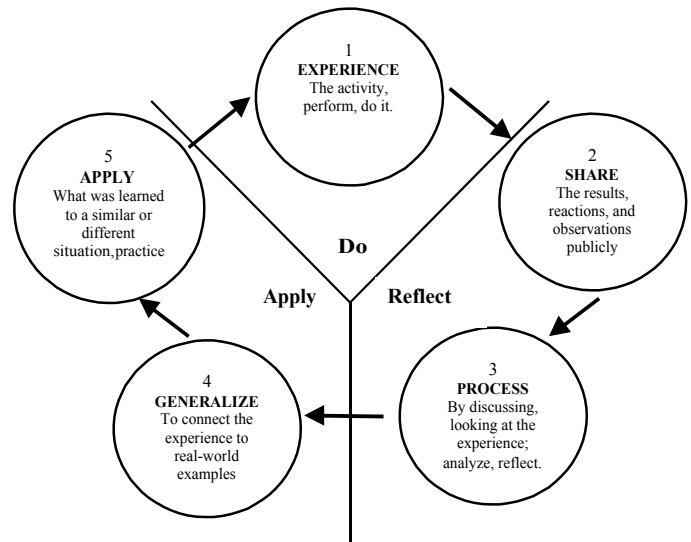 1
EXPERIENCE
The activity,
perform, do it.
2
SHARE
The results,
reactions, and
observations
publicly
3
PROCESS
By discussing,
looking at the
experience;
analyze, reflect.
4
GENERALIZE
To connect the
experience to
real-world
examples
5
APPLY
What was learned
to a similar or
different
situation,practice
Do
Apply
Reflect